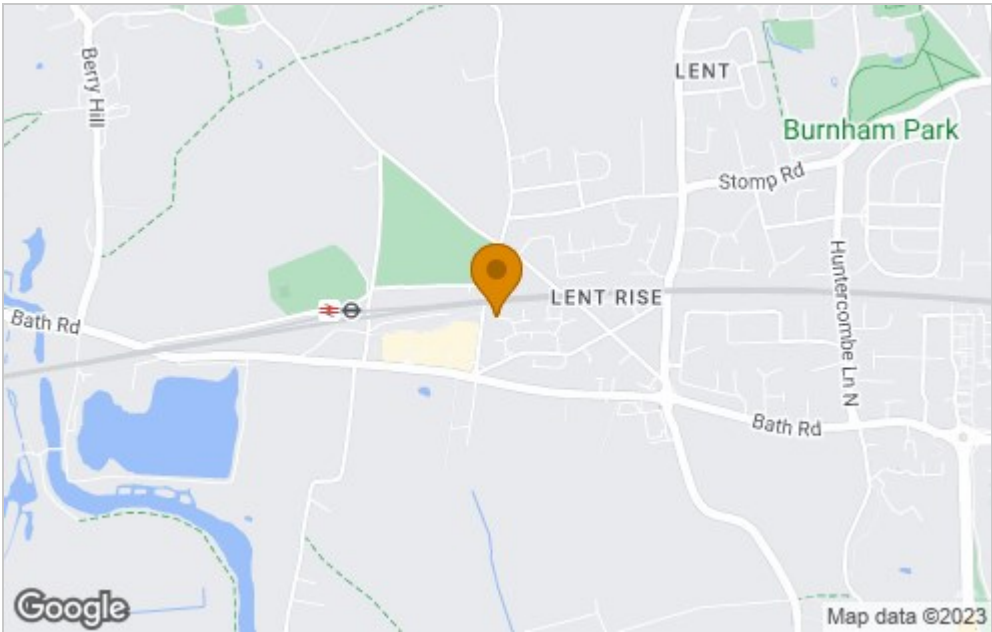 Berry Hill
LENT
Burnham Park
Stomp Rd
Huntercombe Ln N
LENT RISE
Bath Rd
Bath Rd
Google
Map data ©2023